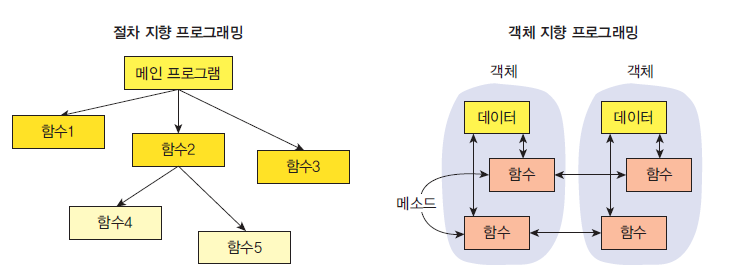 절차 지향 프로그래밍
메인 프로그램
함수1
함수2
함수3
함수4
함수5
객체 지향 프로그래밍
객체
객체
데이터
데이터
함수
함수
메소드
함수
함수